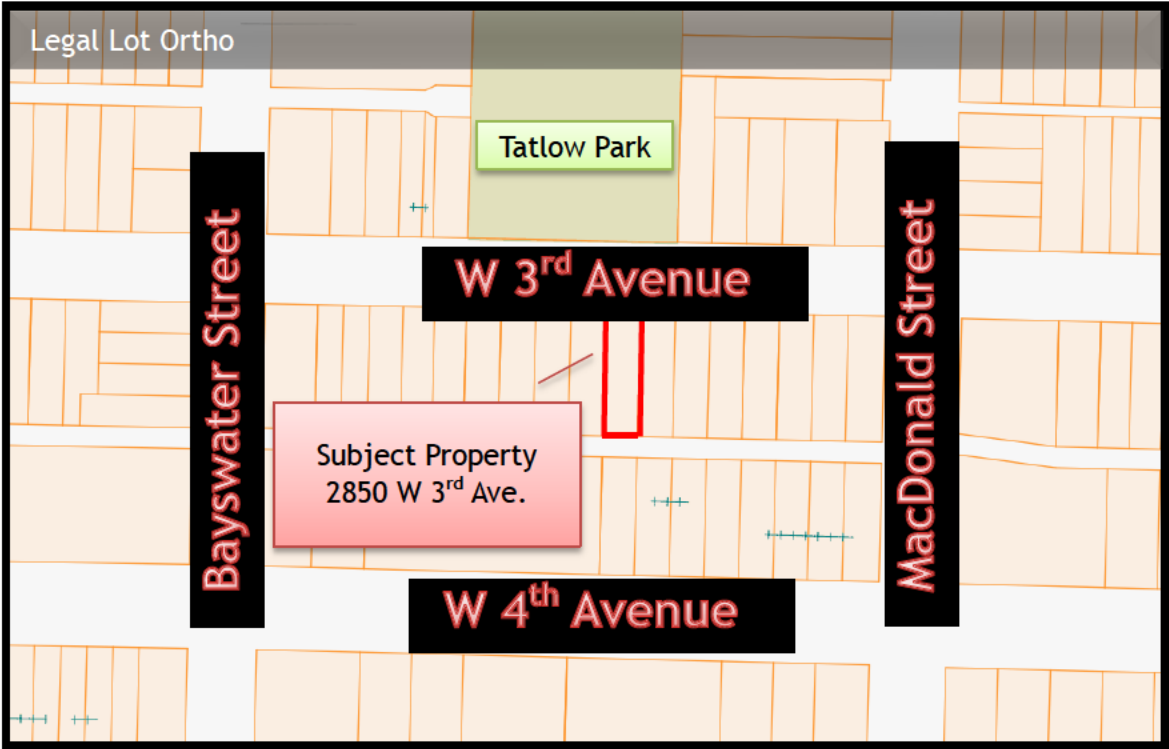 Legal Lot Ortho
Tatlow Park
W 3rd Avenue
Bayswater Street
MacDonald Street
Subject Property
2850 W 3rd Ave.
W 4th Avenue